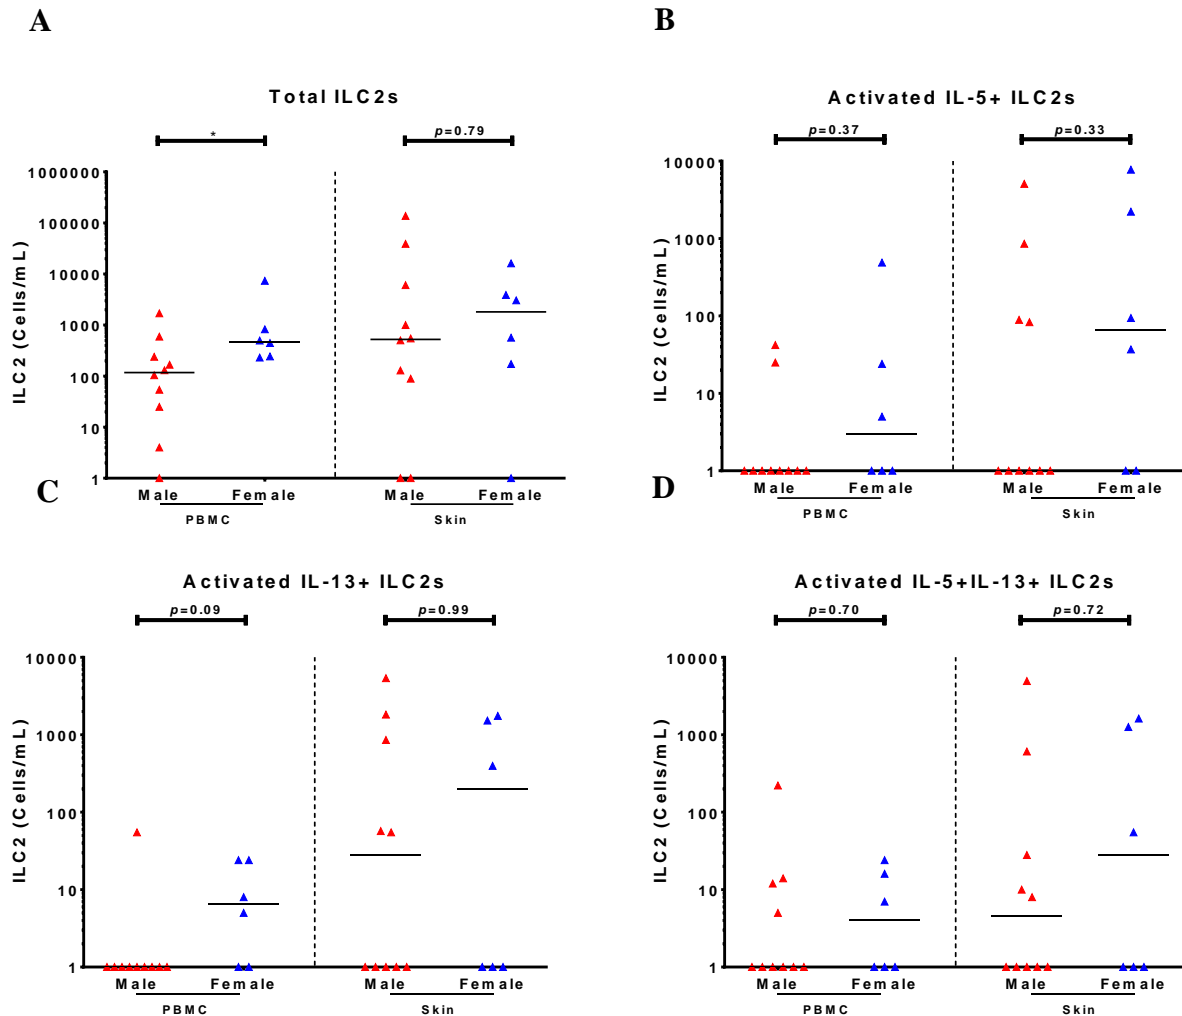 A
B
Total ILC2s
Activated IL-5+ ILC2s
*
p=0.79
p=0.37
p=0.33
ILC2 (Cells/mL)
1000000
100000
10000
1000
100
10
1
Male
Female
Male
Female
PBMC
Skin
ILC2 (Cells/mL)
10000
1000
100
10
1
Male
Female
Male
Female
PBMC
Skin
C
D
Activated IL-13+ ILC2s
Activated IL-5+IL-13+ ILC2s
p=0.09
p=0.99
p=0.70
p=0.72
ILC2 (Cells/mL)
10000
1000
100
10
1
Male
Female
Male
Female
PBMC
Skin
ILC2 (Cells/mL)
10000
1000
100
10
1
Male
Female
Male
Female
PBMC
Skin